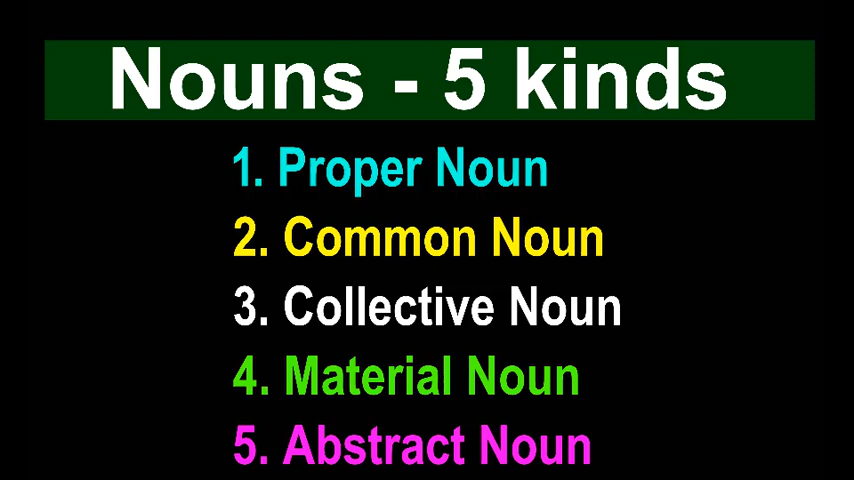 Nouns - 5 kinds
1. Proper Noun
2. Common Noun
3. Collective Noun
4. Material Noun
5. Abstract Noun